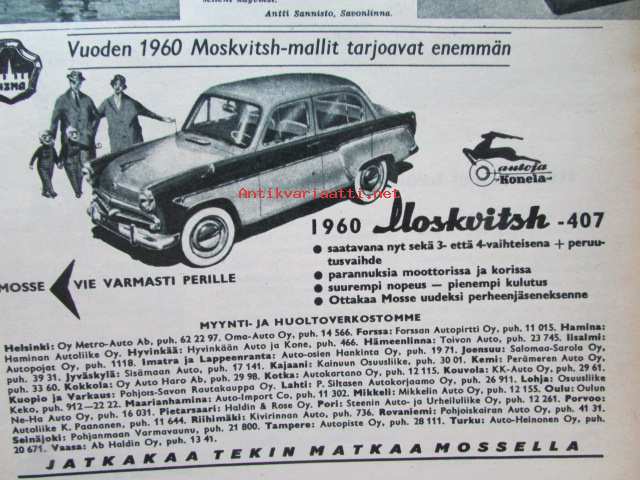 Antti Sannisto, Savonlinna.
Vuoden 1960 Moskvitsh-mallit tarjoavat enemmän
autoja
Konela
Antikvariaatti.net
1960 Moskvitsh -407
saatavana nyt sekä 3- että 4-vaihteisena + peruu-
tusvaihde
parannuksia moottorissa ja korissa
suurempi nopeus — pienempi kulutus
Ottakaa Mosse uudeksi perheenjäseneksenne
MOSSE VIE VARMASTI PERILLE
MYYNTI- JA HUOLTOVERKOSTOMME
Helsinki: Oy Metro-Auto Ab, puh. 62 22 97. Oma-Auto Oy, puh. 14 566. Forssa: Forssan Autopirtti Oy, puh. 11 015. Hamina:
Haminan Autoliike Oy. Hyvinkää: Hyvinkään Auto ja Kone, puh. 466. Hämeenlinna: Toivon Auto, puh. 23 745. Iisalmi:
Autopojat Oy, puh. 1118. Imatra ja Lappeenranta: Auto-osien Hankinta Oy, puh. 19 71. Joensuu: Salomaa-Sarola Oy,
puh. 39 31. Jyväskylä: Sisämaan Auto, puh. 17 141. Kajaani: Kainuun Osuusliike, puh. 30 01. Kemi: Perämeren Auto Oy,
puh. 33 60. Kokkola: Oy Auto Haro Ab, puh. 29 98. Kotka: Autokartano Oy, puh. 12 115. Kouvola: KK-Auto Oy, puh. 29 61.
Kuopio ja Varkaus: Pohjois-Savon Routakauppa Oy. Lahti: P. Siltasen Autokorjaamo Oy, puh. 26 911. Lohja: Osuusliike
Keko, puh. 912—22 22. Maarianhamina: Auto-Import Co, puh. 11 302. Mikkeli: Mikkelin Auto Oy, puh. 12 155. Oulu: Oulun
Ne-Ha Auto Oy, puh. 16 031. Pietarsaari: Haldin & Rose Oy. Pori: Steenin Auto ja Urheiluliike Oy, puh. 12 261. Porvoo:
Autoliike K. Paananen, puh. 11 644. Riihimäki: Kivirinnan Auto, puh. 736. Rovaniemi: Pohjoiskairan Auto Oy, puh. 41 31.
Seinäjoki: Pohjanmaan Varmavaunu, puh. 21 800. Tampere: Autopiste Oy, puh. 28 111. Turku: Auto-Heinonen Oy, puh.
20 671. Vaasa: Ab Haldin Oy, puh. 13 41.
JATKAKAA TEKIN MATKAA MOSSELLA